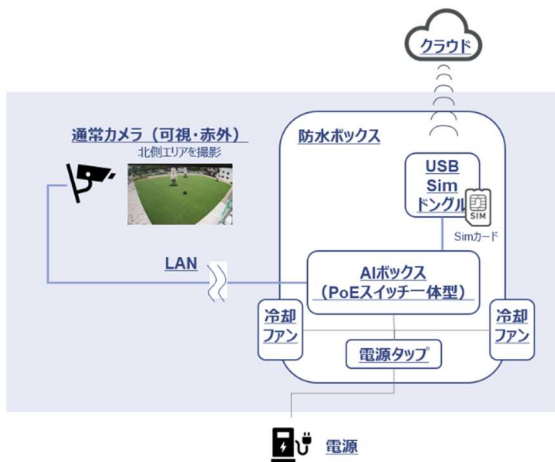 クラウド
通常カメラ（可視・赤外）
北側エリアを撮影
防水ボックス
USB
Sim
ドングル
SIM
Simカード
LAN
AIボックス
（PoEスイッチ一体型）
冷却
ファン
冷却
ファン
電源タップ
電源